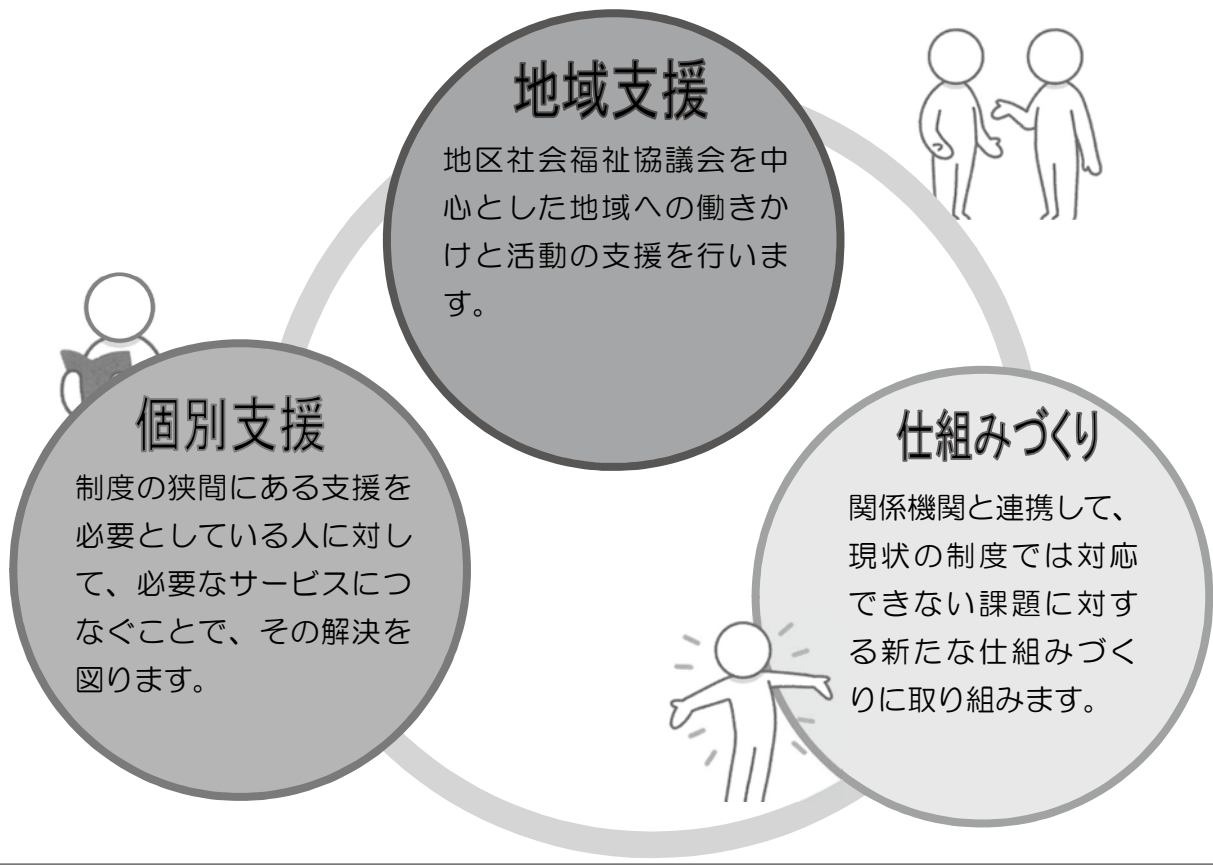 地域支援
地区社会福祉協議会を中
心とした地域への働きか
けと活動の支援を行いま
す。
個別支援
制度の狭間にある支援を
必要としている人に対し
て、必要なサービスにつ
なぐことで、その解決を
図ります。
仕組みづくり
関係機関と連携して、
現状の制度では対応
できない課題に対す
る新たな仕組みづく
りに取り組みます。